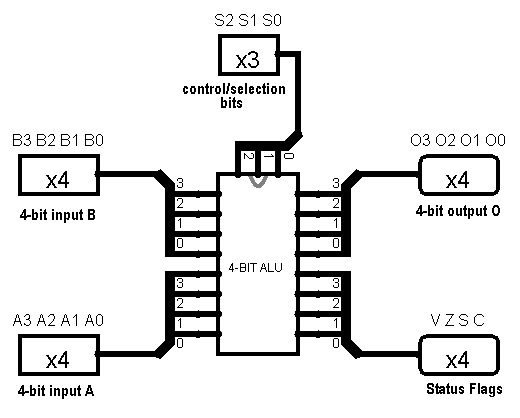 S2 S1 S0
x3
control/selection
bits
2 1 0
B3 B2 B1 B0
x4
4-bit input B
3
2
1
0
O3 O2 O1 O0
x4
4-bit output O
3
2
1
0
4-BIT ALU
A3 A2 A1 A0
x4
4-bit input A
3
2
1
0
V Z S C
x4
Status Flags
3
2
1
0